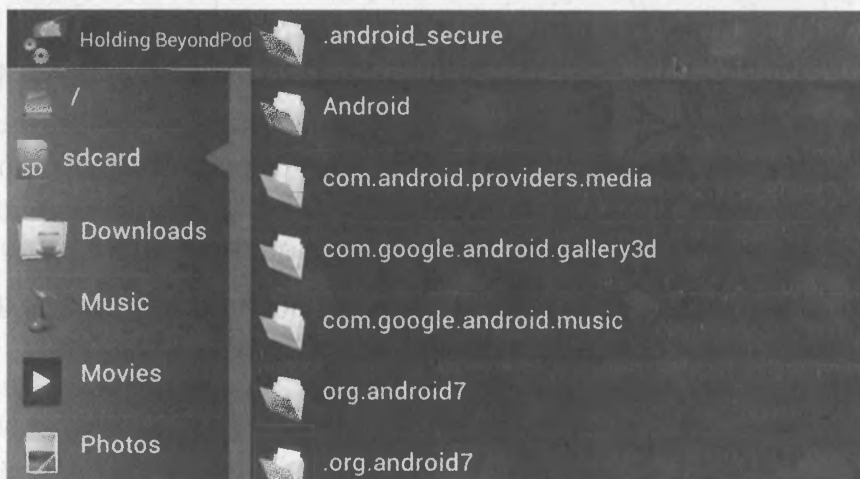 Holding BeyondPod
/
sdcard
SD
Downloads
Music
Movies
Photos
.android_secure
Android
com.android.providers.media
com.google.android.gallery3d
com.google.android.music
org.android7
.org.android7